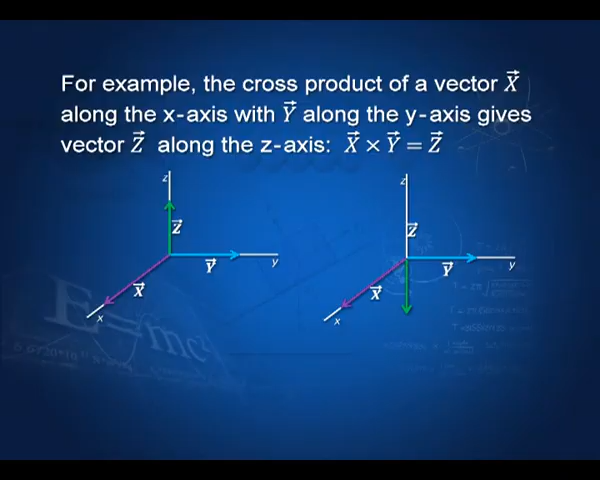 For example, the cross product of a vector X⃗
along the x-axis with Y⃗ along the y-axis gives
vector Z⃗ along the z-axis: X⃗ × Y⃗ = Z⃗
z
Z⃗
Y⃗
y
X⃗
x
z
Z⃗
Y⃗
y
X⃗
x
E=mc²